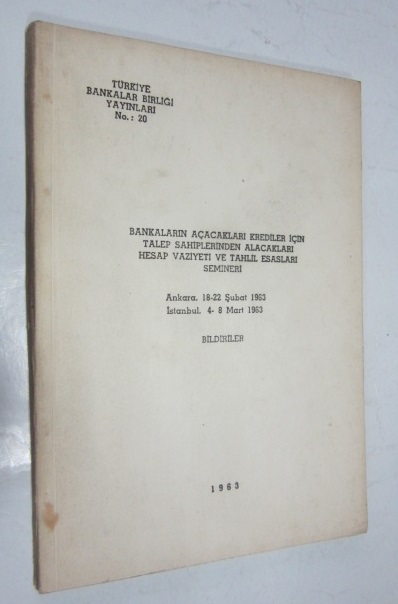 TÜRKİYE
BANKALAR BİRLİĞİ
YAYINLARI
No.: 20
BANKALARIN AÇACAKLARI KREDİLER İÇİN
TALEP SAHİPLERİNDEN ALACAKLARI
HESAP VAZİYETİ VE TAHLİL ESASLARI
SEMİNERİ
Ankara. 18-22 Şubat 1963
İstanbul. 4- 8 Mart 1963
BİLDİRİLER
1963